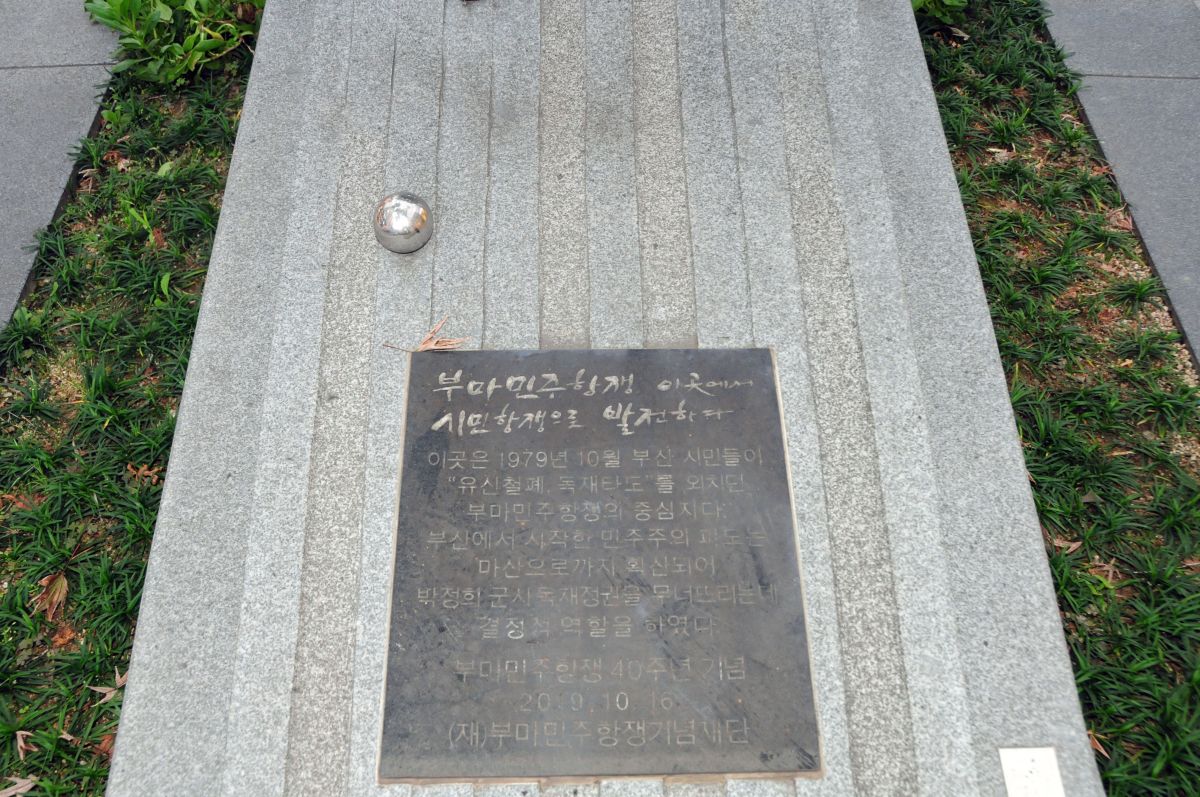 부마민주항쟁 이곳에서
시민항쟁으로 발전하다
이곳은 1979년 10월 부산 시민들이
“유신철폐, 독재타도”를 외치던
부마민주항쟁의 중심지다.
부산에서 시작한 민주주의 파도는
마산으로까지 확산되어
박정희 군사독재정권을 무너뜨리는데
결정적 역할을 하였다.
부마민주항쟁 40주년 기념
2019. 10. 16
(재)부마민주항쟁기념재단